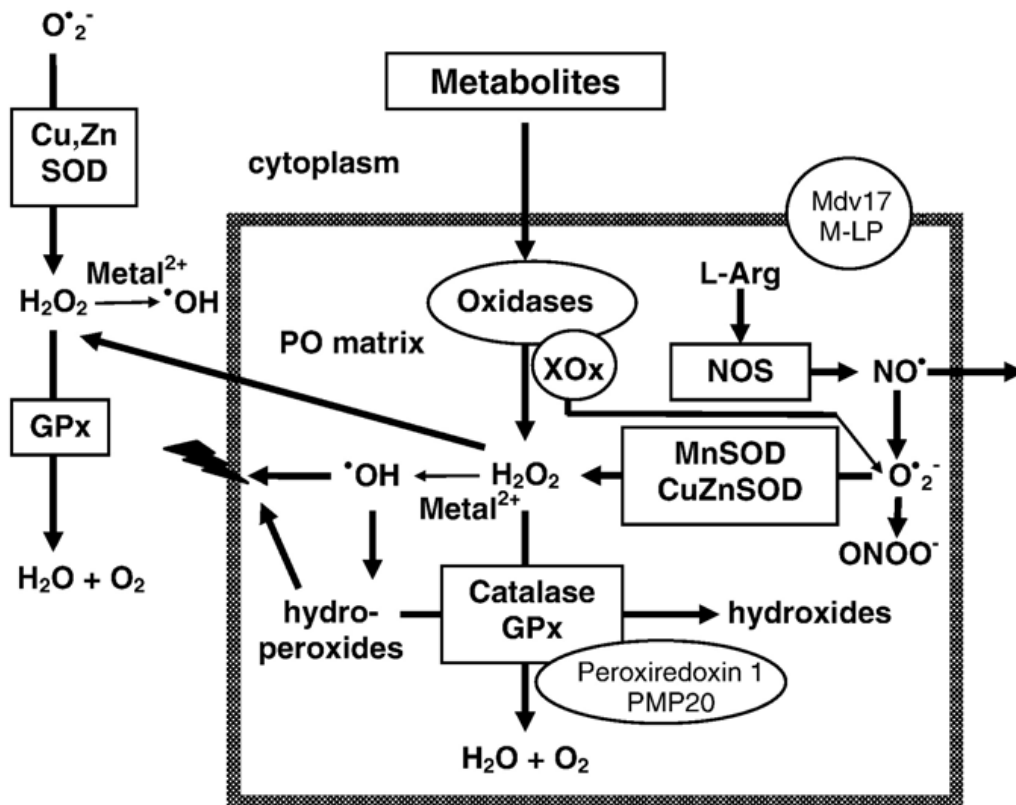 O•2-
Metabolites
Cu,Zn
SOD
cytoplasm
Mdv17
M-LP
Metal2+
H2O2
•OH
L-Arg
Oxidases
PO matrix
XOx
NOS
NO•
GPx
MnSOD
CuZnSOD
•OH
H2O2
O•2-
Metal2+
ONOO-
H2O + O2
hydro-
peroxides
Catalase
GPx
hydroxides
Peroxiredoxin 1
PMP20
H2O + O2